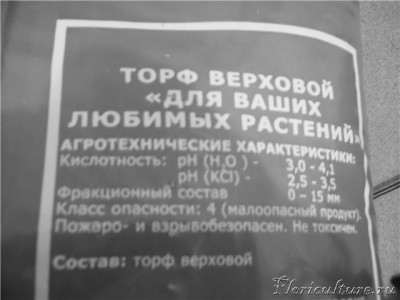 ТОРФ ВЕРХОВОЙ
«ДЛЯ ВАШИХ
ЛЮБИМЫХ РАСТЕНИЙ»
АГРОТЕХНИЧЕСКИЕ ХАРАКТЕРИСТИКИ:
Кислотность: pH (H₂O) - 3,0 - 4,1
pH (KCl) - 2,5 - 3,5
Фракционный состав 0 – 15 мм
Класс опасности: 4 (малоопасный продукт).
Пожаро- и взрывобезопасен. Не токсичен.
Состав: торф верховой
Floriculture.ru